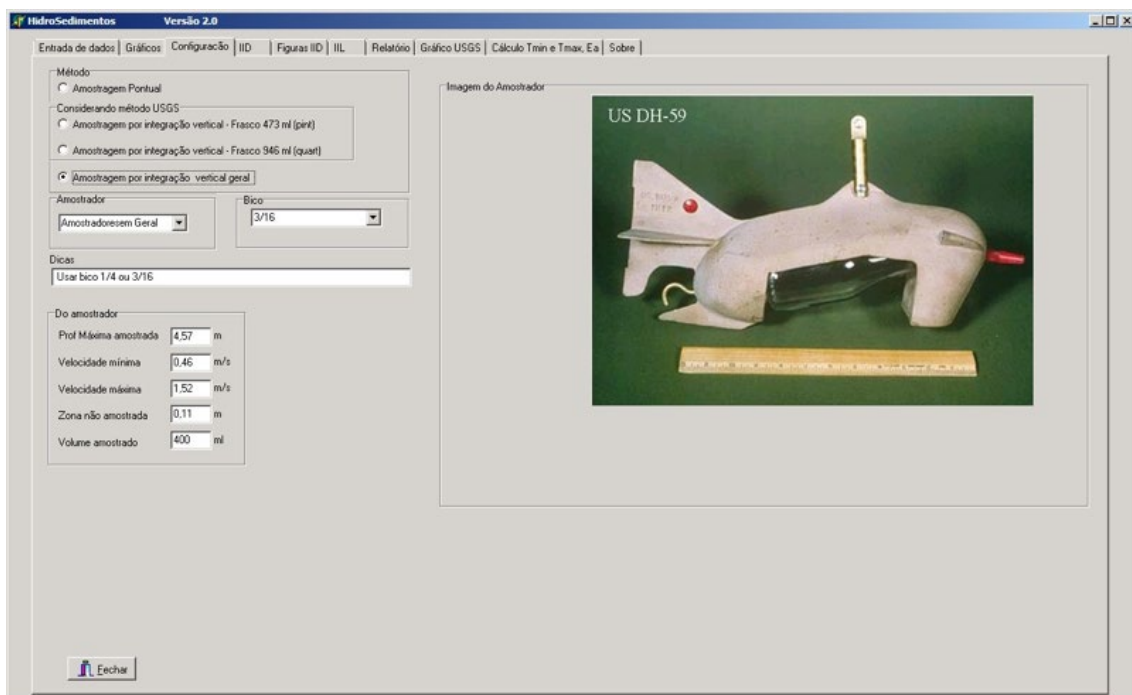 HidroSedimentos Versão 2.0
Entrada de dados Gráficos Configuracão IID Figuras IID IIL Relatório Gráfico USGS Cálculo Tmin e Tmax, Ea Sobre
Método
Amostragem Pontual
Considerando método USGS
Amostragem por integração vertical - Frasco 473 ml (pint)
Amostragem por integração vertical - Frasco 946 ml (quart)
Amostragem por integração vertical geral
Amostrador
Amostradoresem Geral
Bico
3/16
Dicas
Usar bico 1/4 ou 3/16
Do amostrador
Prof Máxima amostrada 4,57 m
Velocidade mínima 0,46 m/s
Velocidade máxima 1,52 m/s
Zona não amostrada 0,11 m
Volume amostrado 400 ml
Imagem do Amostrador
US DH-59
Fechar